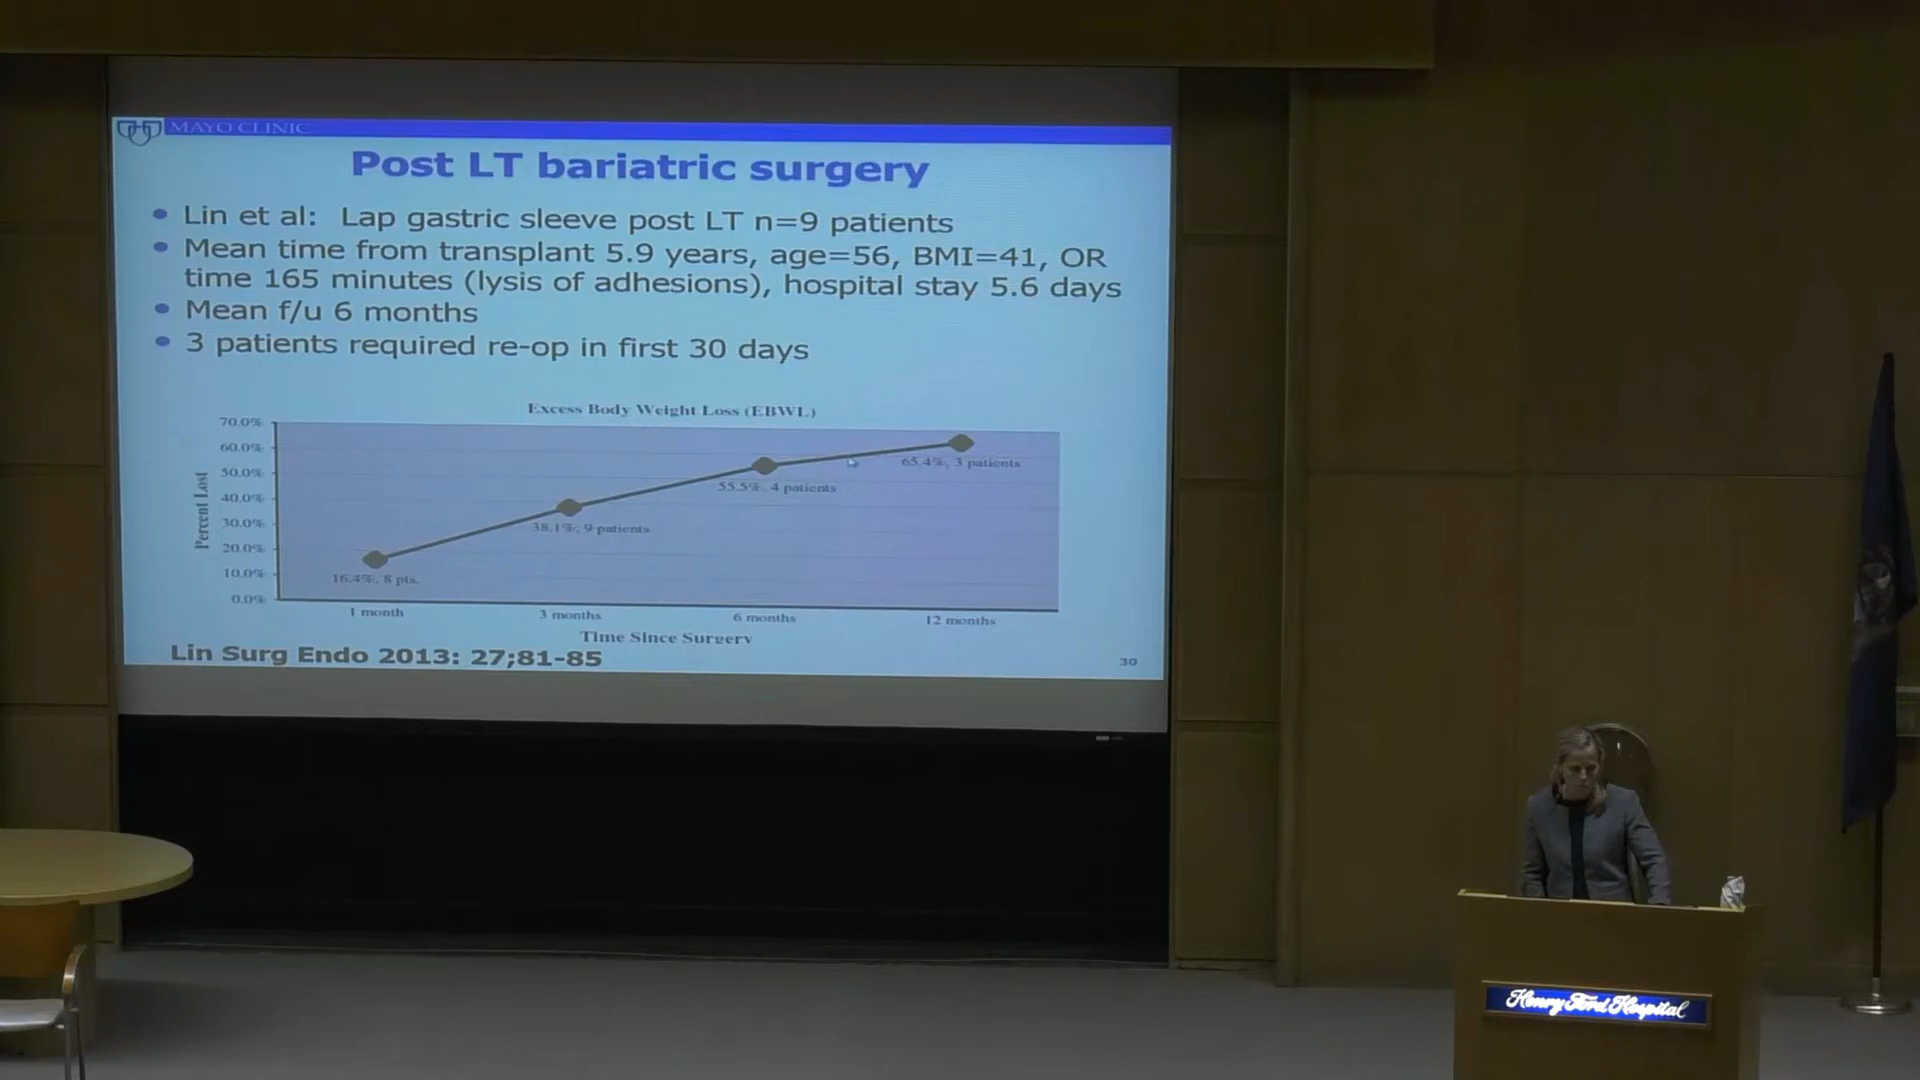 MAYO CLINIC
Post LT bariatric surgery
Lin et al: Lap gastric sleeve post LT n=9 patients
Mean time from transplant 5.9 years, age=56, BMI=41, OR
time 165 minutes (lysis of adhesions), hospital stay 5.6 days
Mean f/u 6 months
3 patients required re-op in first 30 days
Excess Body Weight Loss (EBWL)
Percent Lost
70.0%
60.0%
50.0%
40.0%
30.0%
20.0%
10.0%
0.0%
65.4%, 3 patients
55.5%, 4 patients
38.1%; 9 patients
16.4%, 8 pts.
1 month
3 months
6 months
12 months
Time Since Surgery
Lin Surg Endo 2013: 27;81-85
30
Henry Ford Hospital